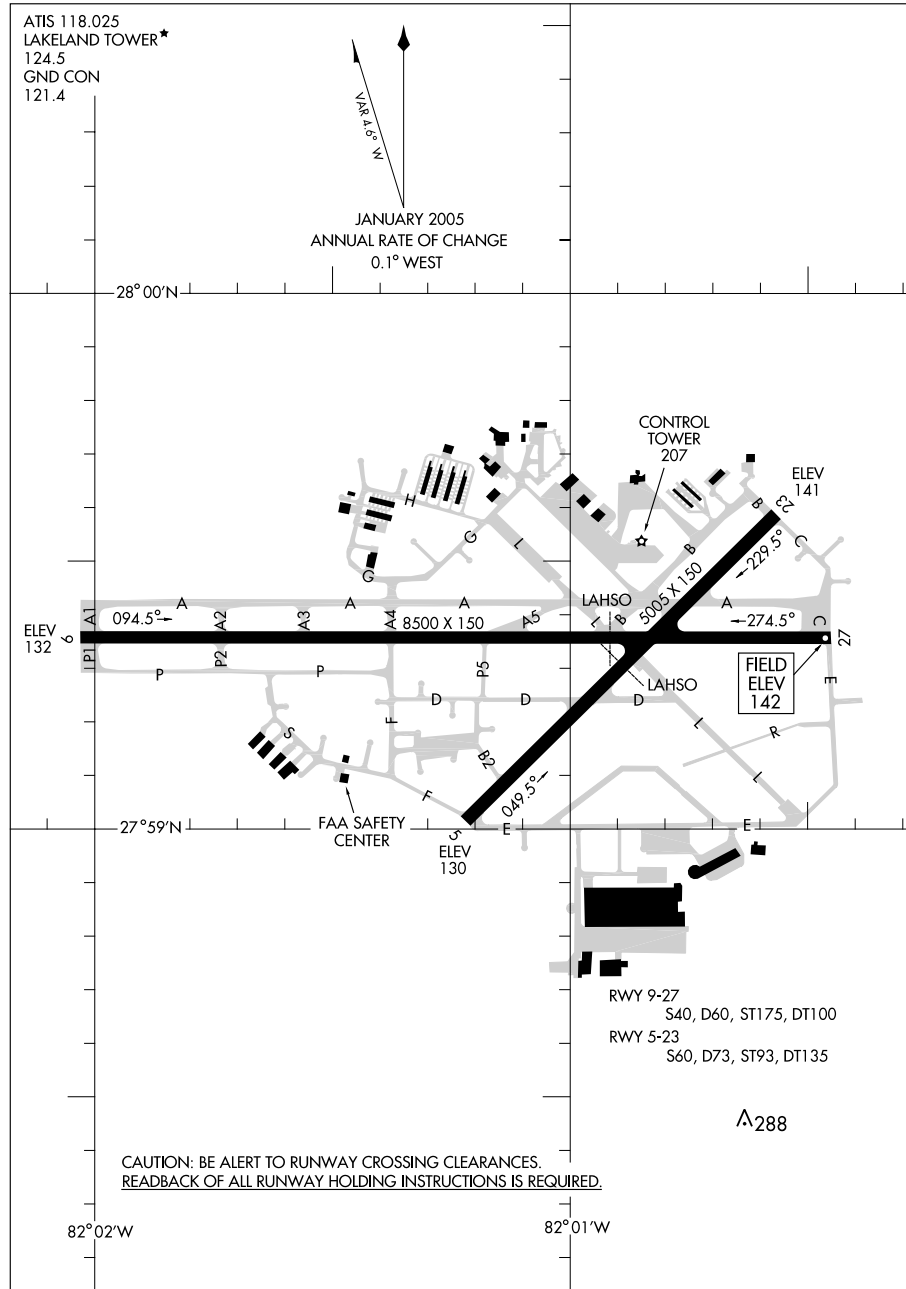 ATIS 118.025
LAKELAND TOWER★
124.5
GND CON
121.4
VAR 4.6° W
JANUARY 2005
ANNUAL RATE OF CHANGE
0.1° WEST
28°00'N
CONTROL
TOWER
207
ELEV
141
23
B
C
H
G
L
B
229.5°
5005 X 150
G
A
A
A
LAHSO
A
A1
094.5°
A2
A3
A4
8500 X 150
A5
L
B
274.5°
C
ELEV
132
9
27
P1
P2
P5
P
P
LAHSO
FIELD
ELEV
142
E
D
D
D
F
S
L
R
B2
L
F
049.5°
FAA SAFETY
CENTER
27°59'N
5
E
E
ELEV
130
RWY 9-27
S40, D60, ST175, DT100
RWY 5-23
S60, D73, ST93, DT135
288
CAUTION: BE ALERT TO RUNWAY CROSSING CLEARANCES.
READBACK OF ALL RUNWAY HOLDING INSTRUCTIONS IS REQUIRED.
82°02'W
82°01'W